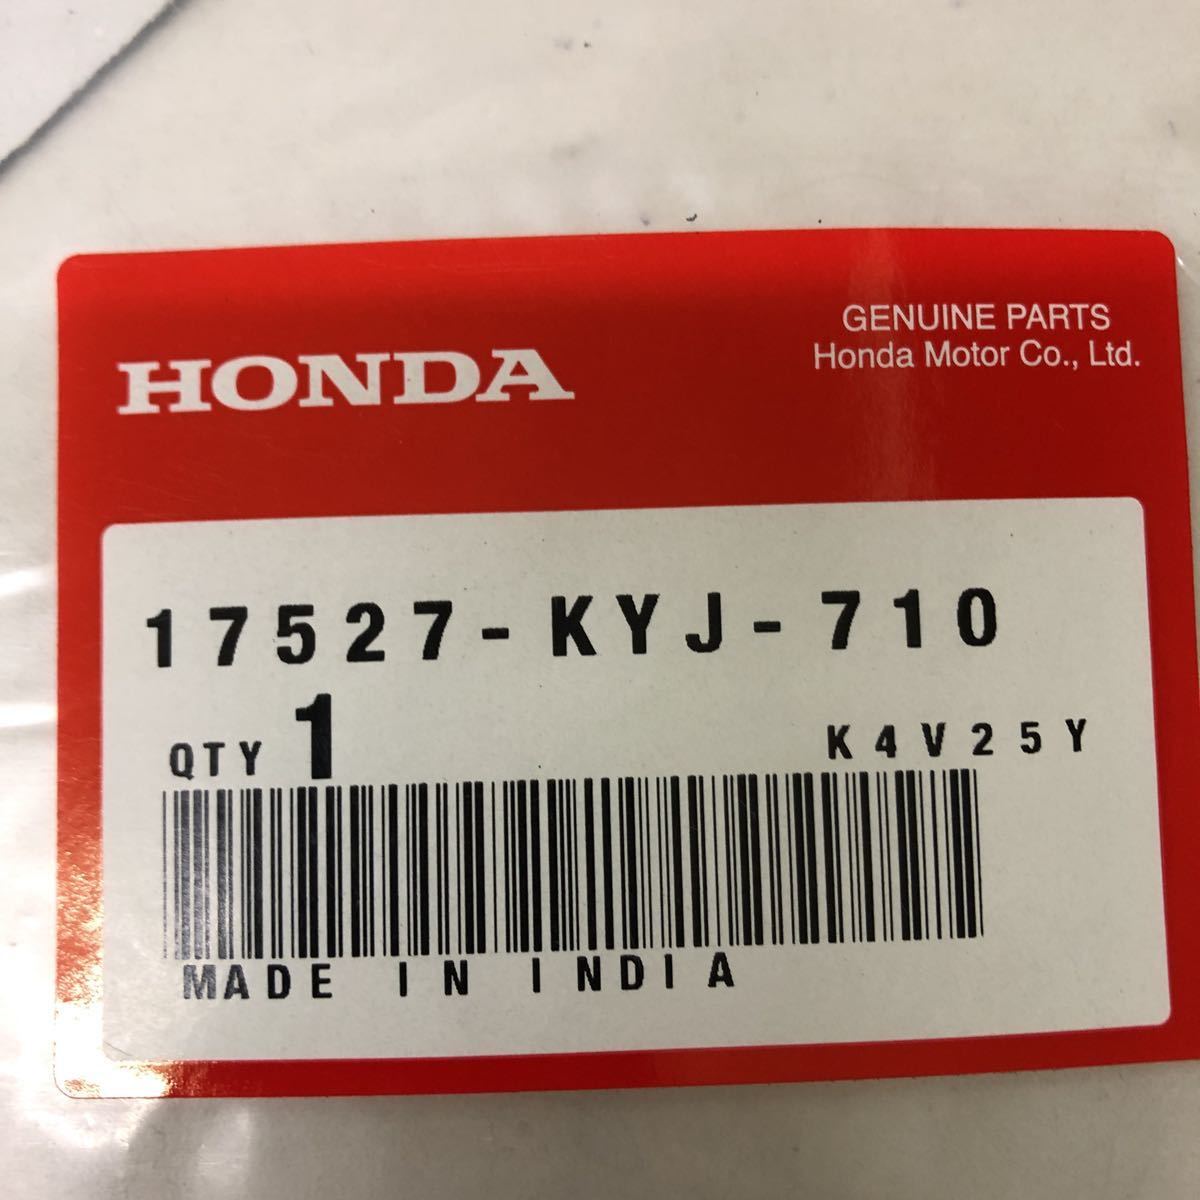 GENUINE PARTS
Honda Motor Co., Ltd.
HONDA
17527-KYJ-710
QTY 1 K4V25Y
MADE IN INDIA